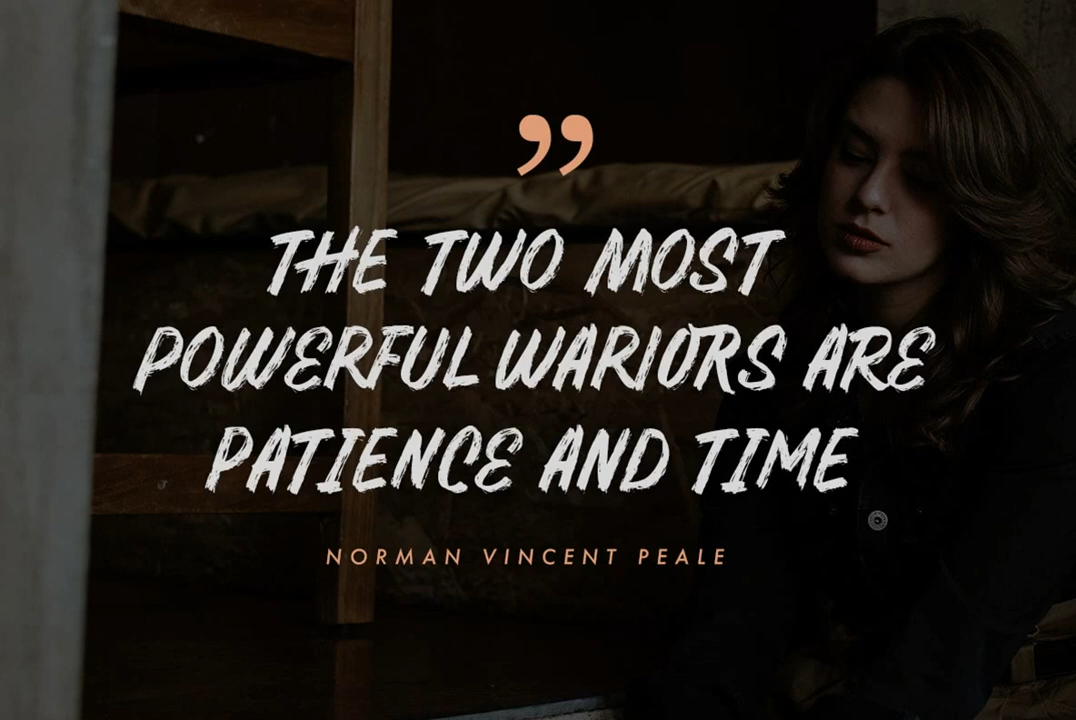 ”
THE TWO MOST
POWERFUL WARIORS ARE
PATIENCE AND TIME
NORMAN VINCENT PEALE